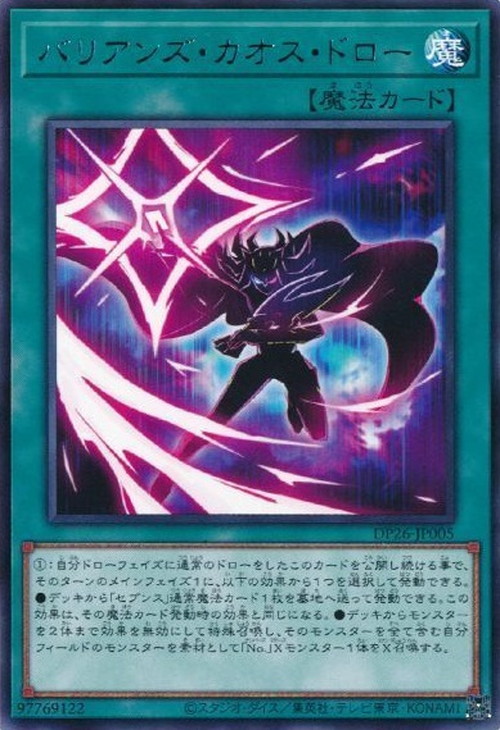 バリアンズ・カオス・ドロー
魔
【魔法カード】
DP26-JP005
①:自分ドローフェイズに通常のドローをしたこのカードを公開し続ける事で、
そのターンのメインフェイズ1に、以下の効果から1つを選択して発動できる。
●デッキから「セブンス」通常魔法カード1枚を墓地へ送って発動できる。この
効果は、その魔法カード発動時の効果と同じになる。●デッキからモンスター
を2体まで効果を無効にして特殊召喚し、そのモンスターを全て含む自分
フィールドのモンスターを素材として「No.」Xモンスター1体をX召喚する。
97769122
©スタジオ・ダイス/集英社・テレビ東京・KONAMI